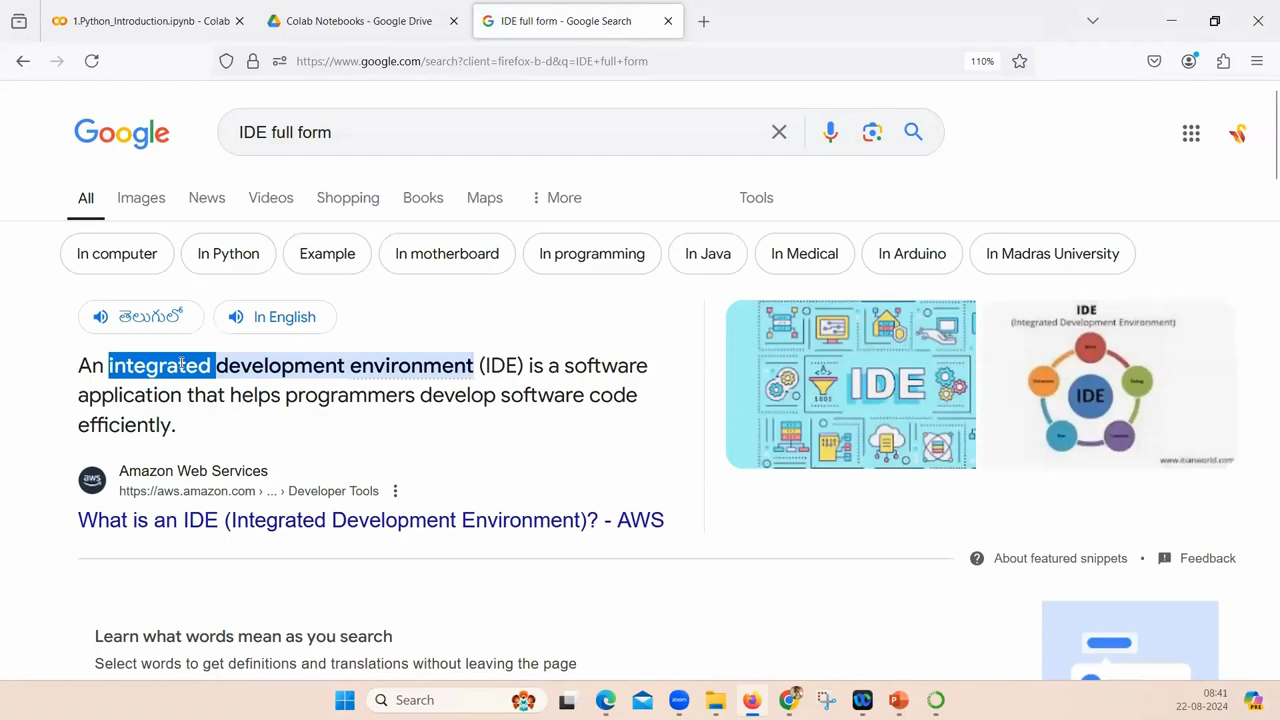 1.Python_Introduction.ipynb - Colab
Colab Notebooks - Google Drive
IDE full form - Google Search
https://www.google.com/search?client=firefox-b-d&q=IDE+full+form
110%
Google
IDE full form
All Images News Videos Shopping Books Maps More Tools
In computer In Python Example In motherboard In programming In Java In Medical In Arduino In Madras University
తెలుగులో In English
An integrated development environment (IDE) is a software
application that helps programmers develop software code
efficiently.
aws
Amazon Web Services
https://aws.amazon.com › ... › Developer Tools
What is an IDE (Integrated Development Environment)? - AWS
IDE
IDE
(Integrated Development Environment)
IDE
www.itianworld.com
About featured snippets • Feedback
Learn what words mean as you search
Select words to get definitions and translations without leaving the page
Search
08:41
22-08-2024